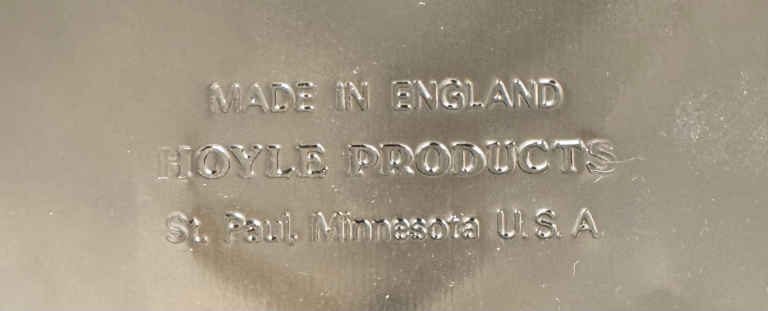 MADE IN ENGLAND
HOYLE PRODUCTS
St. Paul, Minnesota U.S.A.